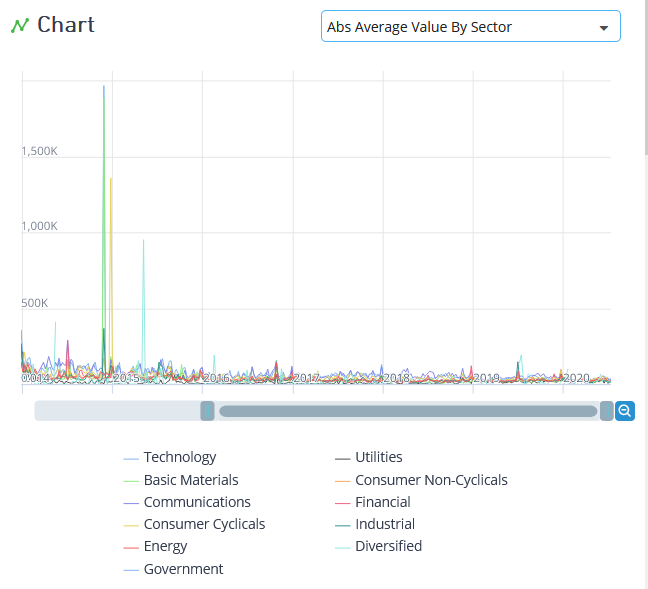 Chart
Abs Average Value By Sector
1,500K
1,000K
500K
2014 2015 2016 2017 2018 2019 2020
Technology
Utilities
Basic Materials
Consumer Non-Cyclicals
Communications
Financial
Consumer Cyclicals
Industrial
Energy
Diversified
Government